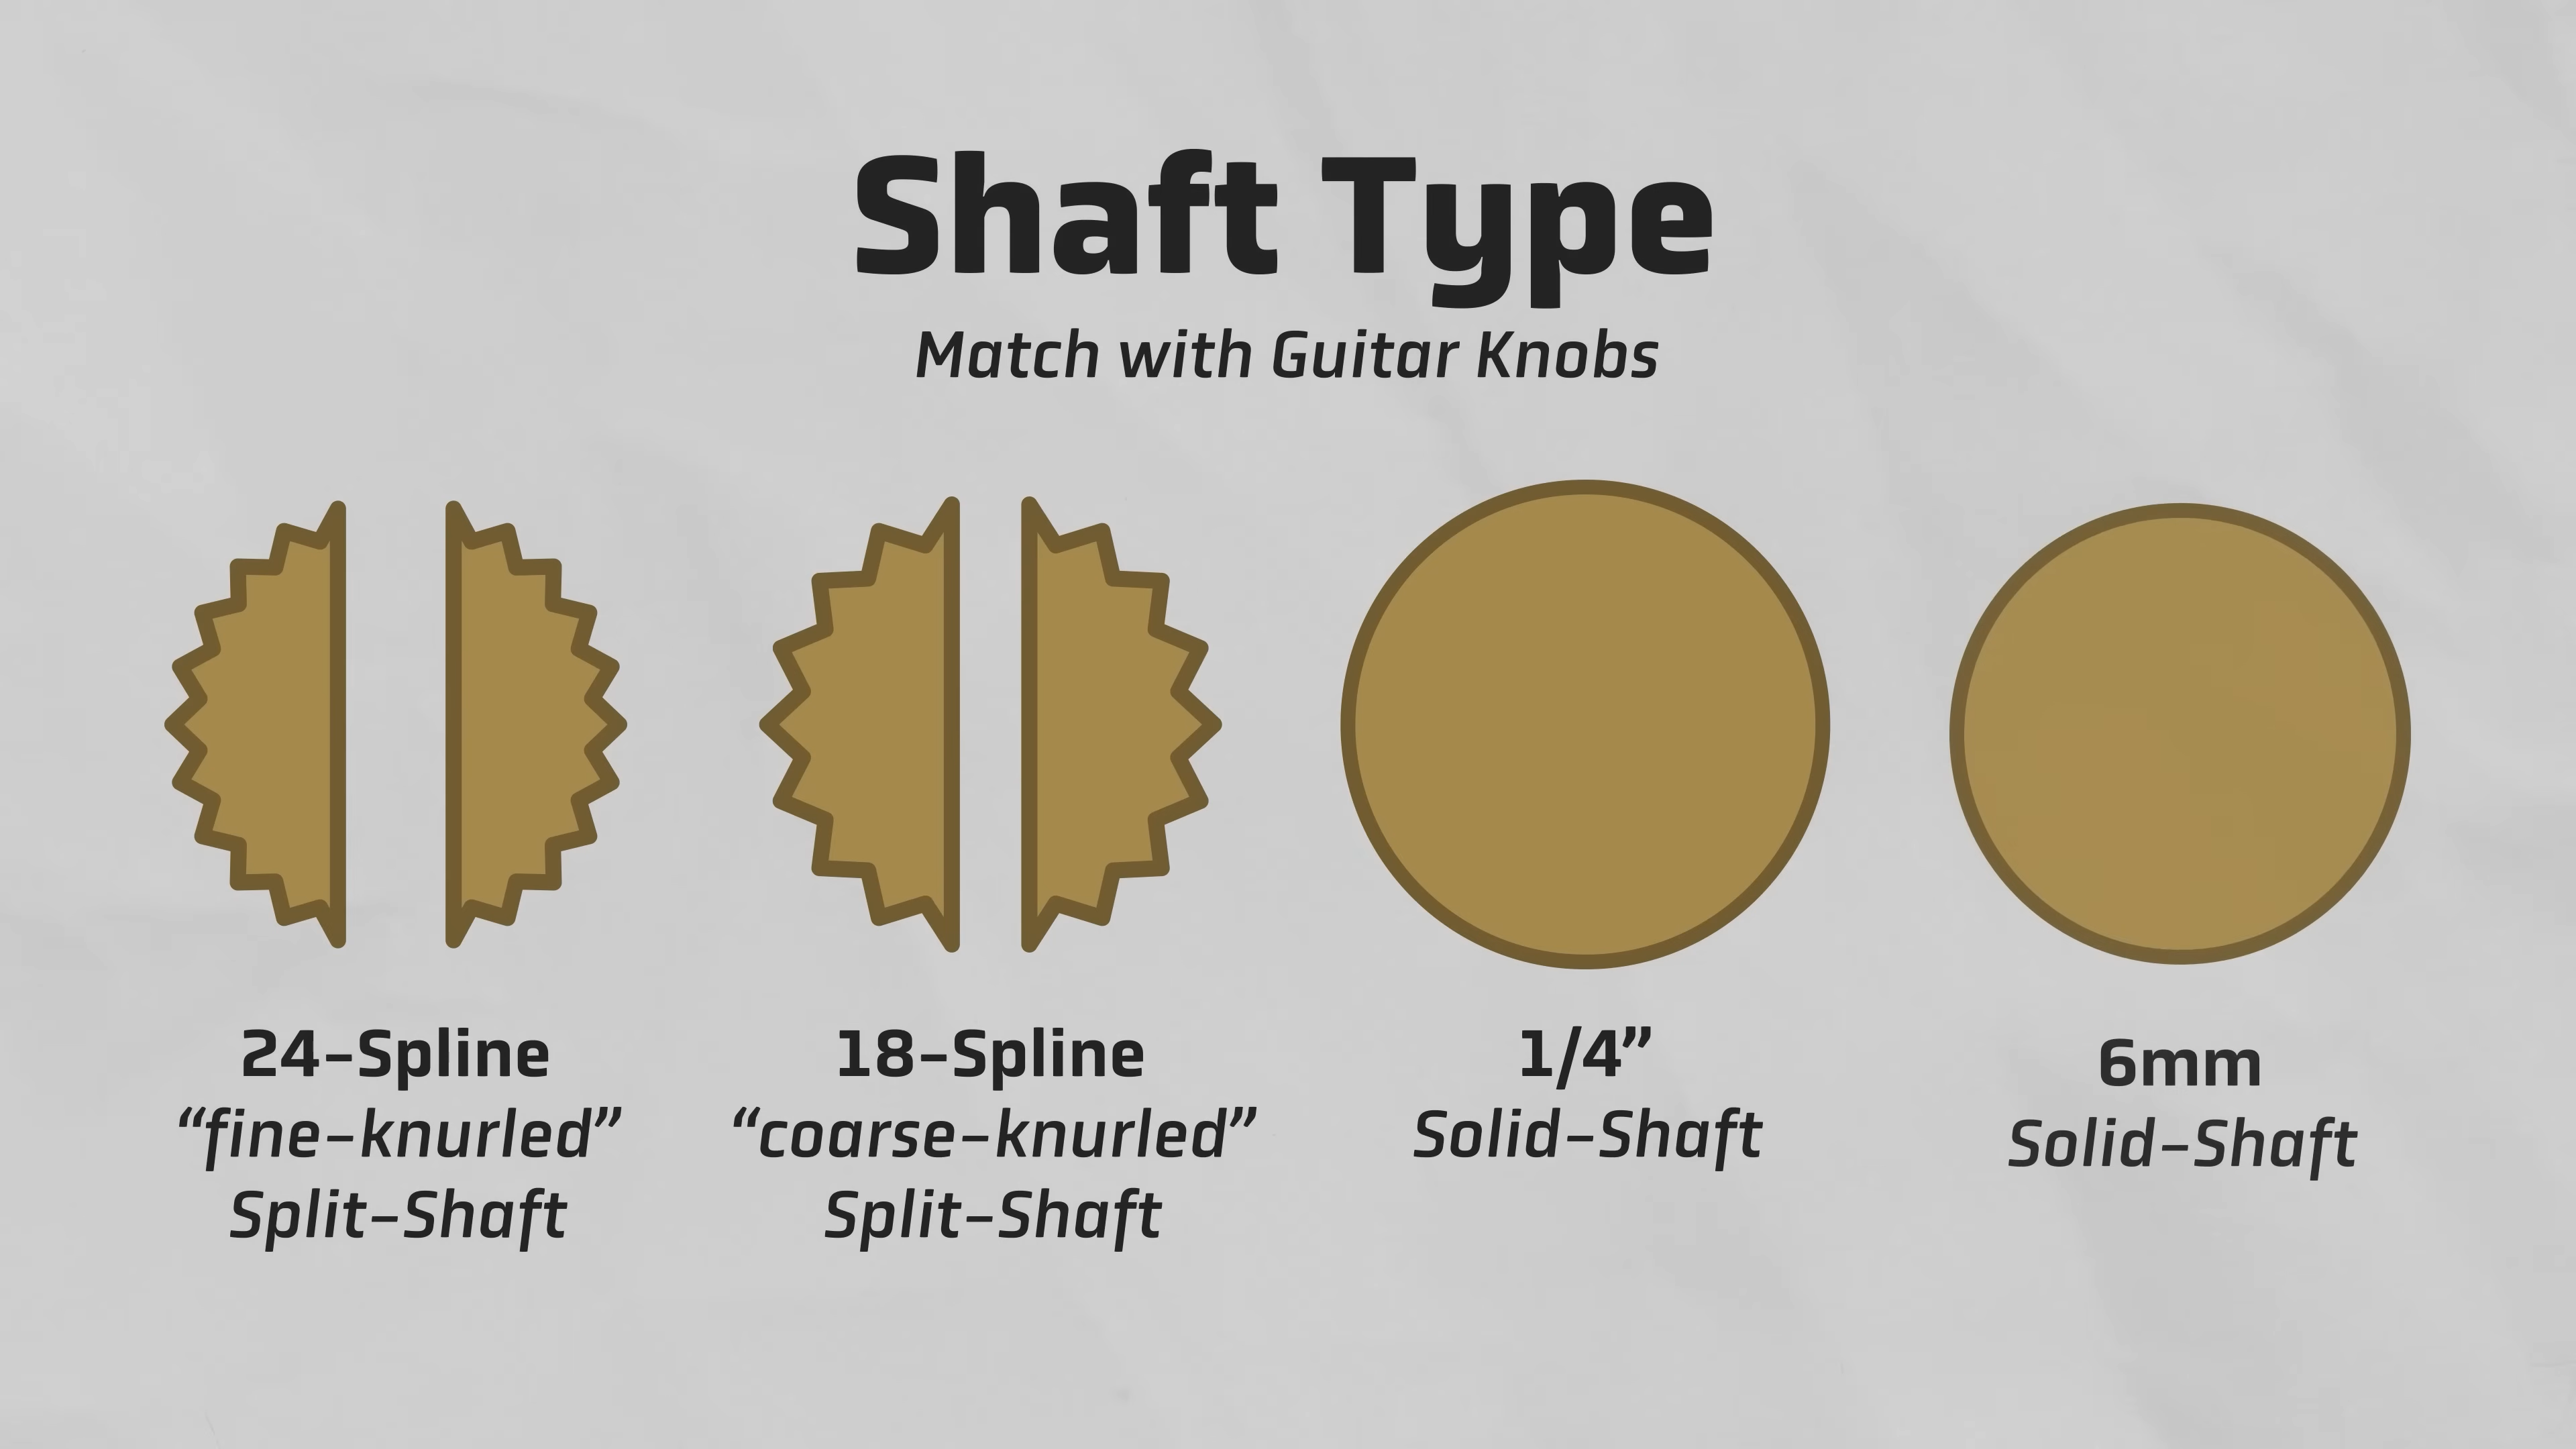 Shaft Type
Match with Guitar Knobs
24-Spline
“fine-knurled”
Split-Shaft
18-Spline
“coarse-knurled”
Split-Shaft
1/4”
Solid-Shaft
6mm
Solid-Shaft